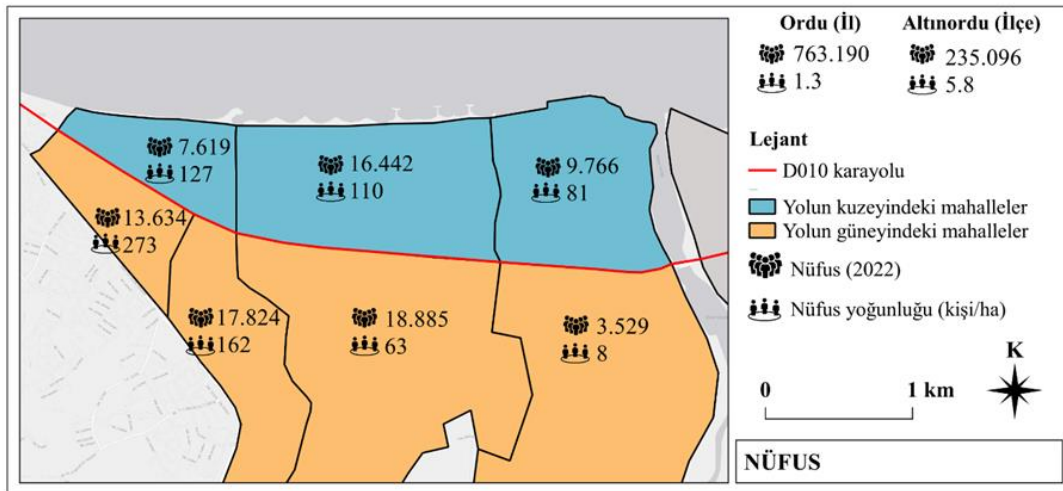 Ordu (İl)
763.190
1.3
Altınordu (İlçe)
235.096
5.8
7.619
127
16.442
110
9.766
81
13.634
273
17.824
162
18.885
63
3.529
8
Lejant
D010 karayolu
Yolun kuzeyindeki mahalleler
Yolun güneyindeki mahalleler
Nüfus (2022)
Nüfus yoğunluğu (kişi/ha)
K
0 1 km
NÜFUS